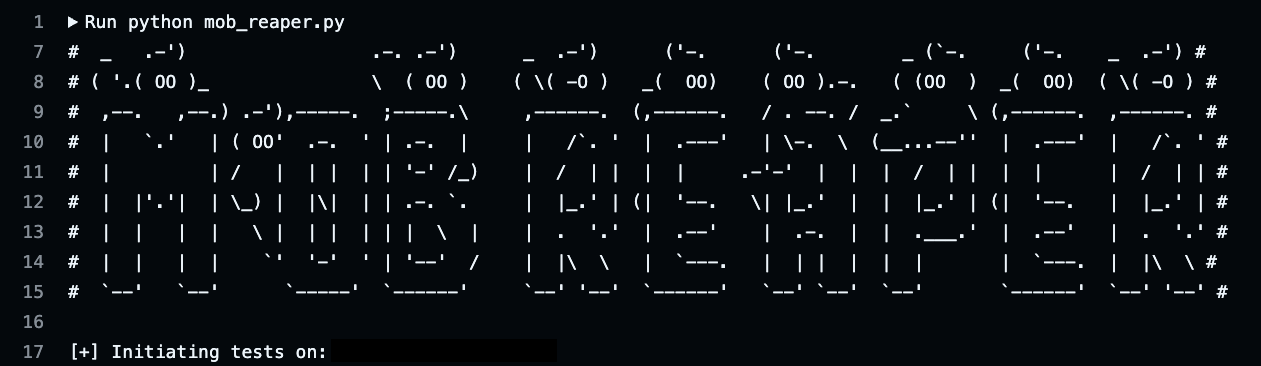 1 ▶ Run python mob_reaper.py
7 #  _   .-')                  .-. .-')      _  .-')      ('-.      ('-.        _ (`-.     ('-.    _  .-') #
8 # ( '.( OO )_                \  ( OO )    ( \( -O )   _(  OO)    ( OO ).-.   ( (OO  )  _(  OO)  ( \( -O ) #
9 #  ,--.   ,--.) .-'),-----.  ;-----.\     ,------.  (,------.   / . --. /  _.`     \ (,------.  ,------. #
10 #  |   `.'   | ( OO'  .-.  ' | .-.  |     |   /`. '  |  .---'   | \-.  \  (__...--''  |  .---'  |   /`. ' #
11 #  |         | /   |  | |  | | '-' /_)    |  /  | |  |  |     .-'-'  |  |  |  /  | |  |  |      |  /  | | #
12 #  |  |'.'|  | \_) |  |\|  | | .-. `.     |  |_.' | (|  '--.   \| |_.'  |  |  |_.' | (|  '--.   |  |_.' | #
13 #  |  |   |  |   \ |  | |  | | |  \  |    |  .  '.'  |  .--'    |  .-.  |  |  .___.'  |  .--'   |  .  '.' #
14 #  |  |   |  |    `'  '-'  ' | '--'  /    |  |\  \   |  `---.   |  | |  |  |  |       |  `---.  |  |\  \ #
15 #  `--'   `--'      `-----'  `------'     `--' '--'  `------'   `--' `--'  `--'       `------'  `--' '--' #
16
17 [+] Initiating tests on: